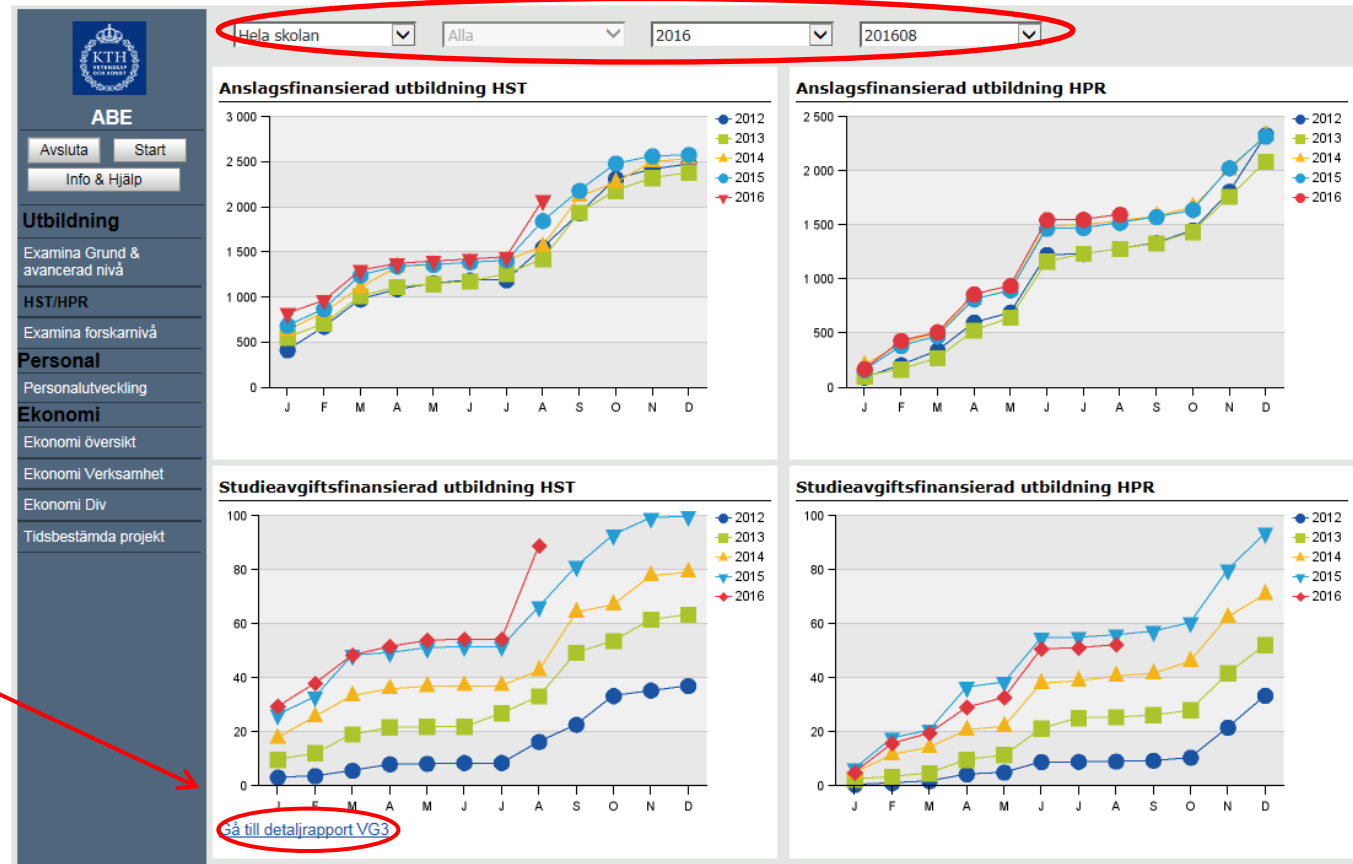 KTH
VETENSKAP
OCH KONST
ABE
Avsluta Start
Info & Hjälp
Utbildning
Examina Grund &
avancerad nivå
HST/HPR
Examina forskarnivå
Personal
Personalutveckling
Ekonomi
Ekonomi översikt
Ekonomi Verksamhet
Ekonomi Div
Tidsbestämda projekt
Hela skolan Alla 2016 201608
Anslagsfinansierad utbildning HST
3 000
2 500
2 000
1 500
1 000
500
0
J F M A M J J A S O N D
2012
2013
2014
2015
2016
Anslagsfinansierad utbildning HPR
2 500
2 000
1 500
1 000
500
0
J F M A M J J A S O N D
2012
2013
2014
2015
2016
Studieavgiftsfinansierad utbildning HST
100
80
60
40
20
0
J F M A M J J A S O N D
2012
2013
2014
2015
2016
Gå till detaljrapport VG3
Studieavgiftsfinansierad utbildning HPR
100
80
60
40
20
0
J F M A M J J A S O N D
2012
2013
2014
2015
2016